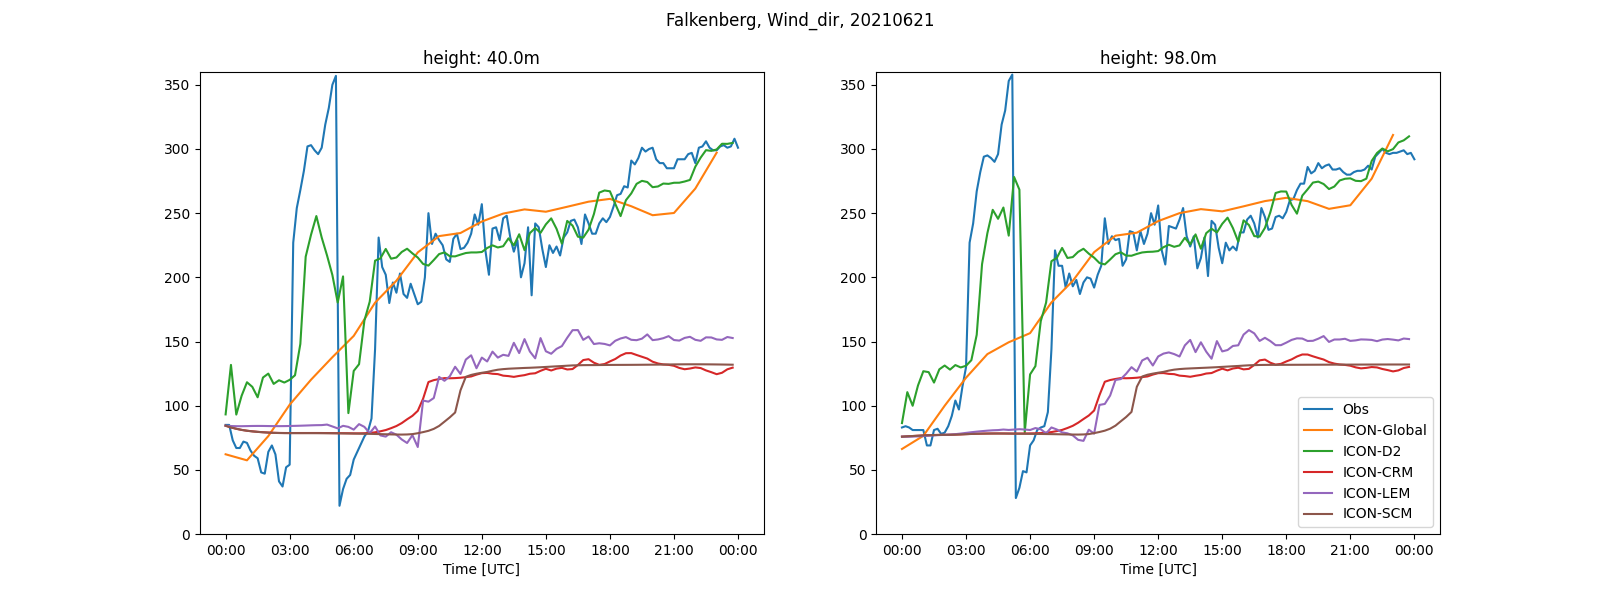 Falkenberg, Wind_dir, 20210621
height: 40.0m
350
300
250
200
150
100
50
0
00:00 03:00 06:00 09:00 12:00 15:00 18:00 21:00 00:00
Time [UTC]
height: 98.0m
350
300
250
200
150
100
50
0
Obs
ICON-Global
ICON-D2
ICON-CRM
ICON-LEM
ICON-SCM
00:00 03:00 06:00 09:00 12:00 15:00 18:00 21:00 00:00
Time [UTC]